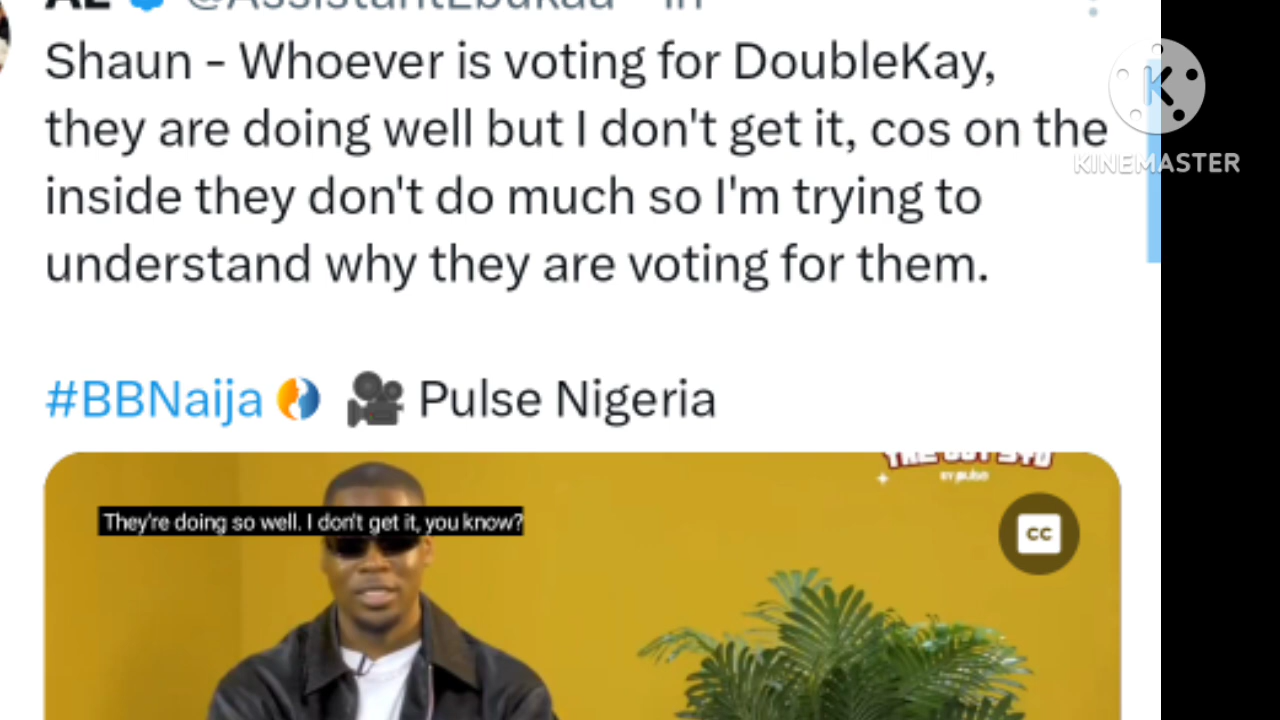 Shaun - Whoever is voting for DoubleKay,
they are doing well but I don't get it, cos on the
inside they don't do much so I'm trying to
understand why they are voting for them.
#BBNaija Pulse Nigeria
K
KINEMASTER
They're doing so well. I don't get it, you know?
by pulse
CC